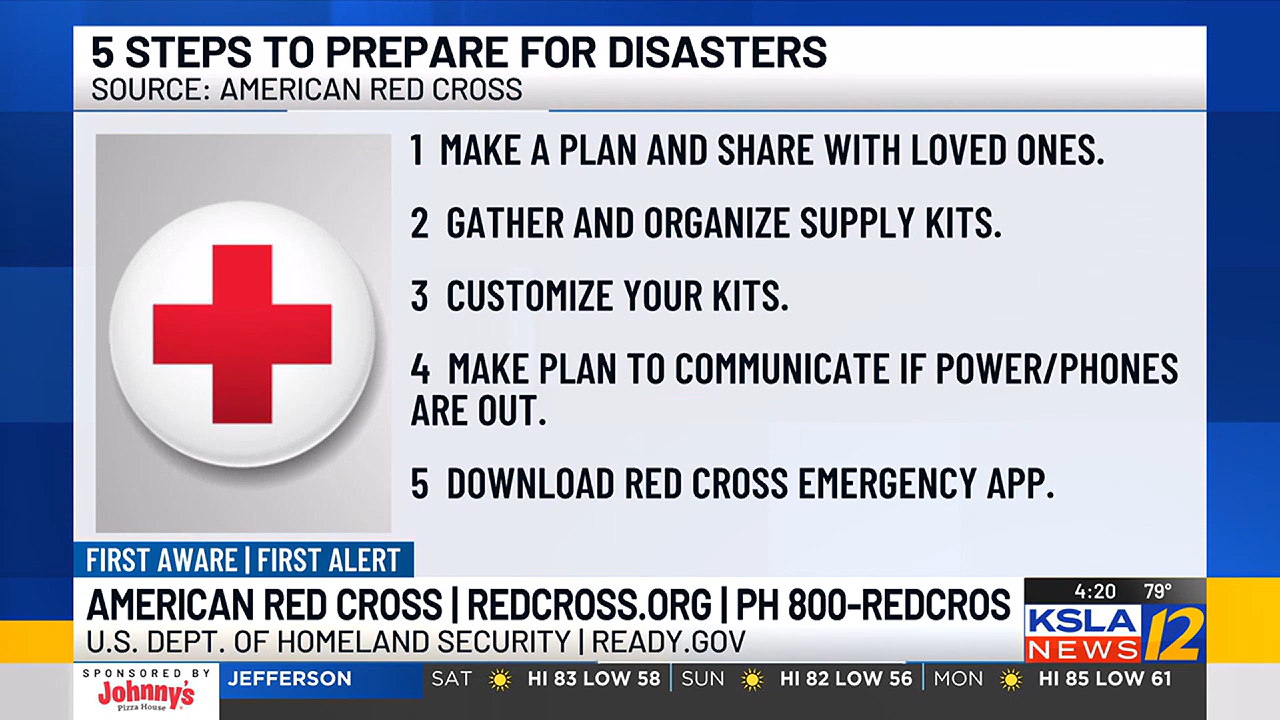 5 STEPS TO PREPARE FOR DISASTERS
SOURCE: AMERICAN RED CROSS
1 MAKE A PLAN AND SHARE WITH LOVED ONES.
2 GATHER AND ORGANIZE SUPPLY KITS.
3 CUSTOMIZE YOUR KITS.
4 MAKE PLAN TO COMMUNICATE IF POWER/PHONES
ARE OUT.
5 DOWNLOAD RED CROSS EMERGENCY APP.
FIRST AWARE | FIRST ALERT
AMERICAN RED CROSS | REDCROSS.ORG | PH 800-REDCROS
U.S. DEPT. OF HOMELAND SECURITY | READY.GOV
4:20 79°
KSLA
NEWS 12
SPONSORED BY
Johnny's
Pizza House
JEFFERSON SAT HI 83 LOW 58 SUN HI 82 LOW 56 MON HI 85 LOW 61